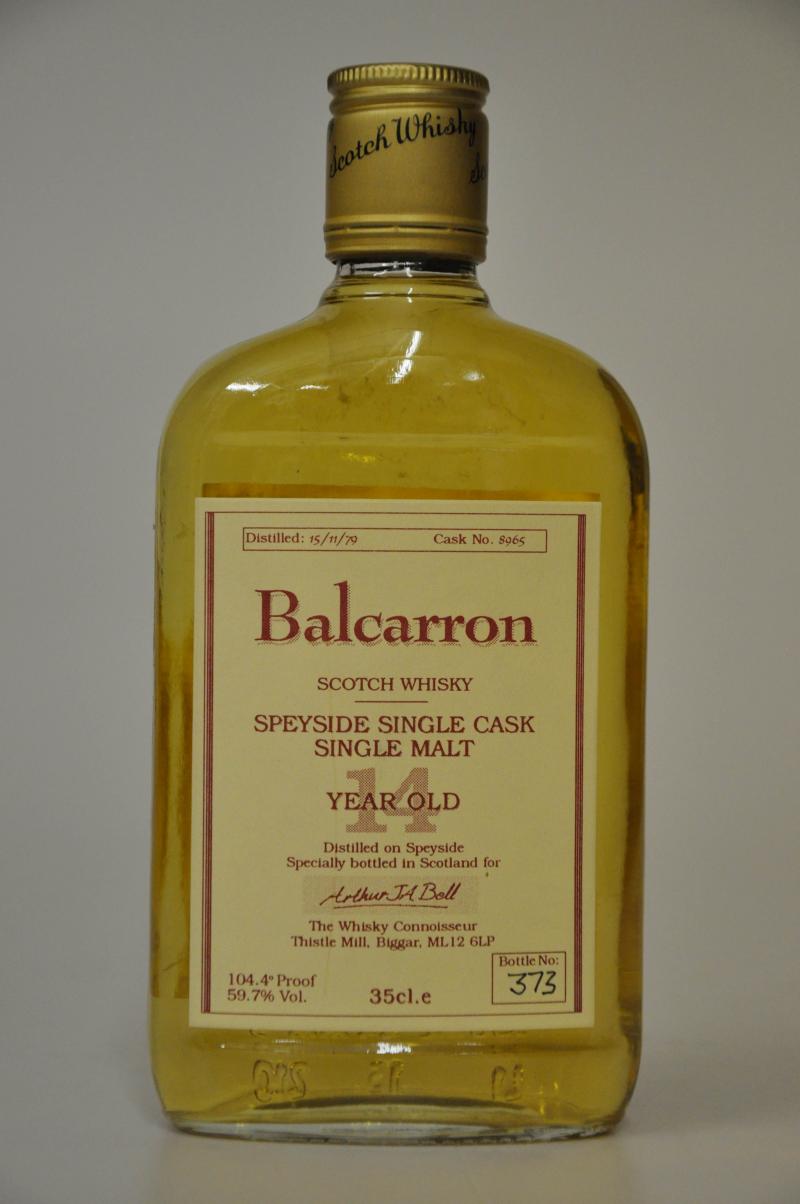 Scotch Whisky
Distilled: 15/11/79 Cask No. 8965
Balcarron
SCOTCH WHISKY
SPEYSIDE SINGLE CASK
SINGLE MALT
14
YEAR OLD
Distilled on Speyside
Specially bottled in Scotland for
Arthur J.A. Bell
The Whisky Connoisseur
Thistle Mill, Biggar, ML12 6LP
Bottle No:
373
104.4° Proof
59.7% Vol.
35cl.e